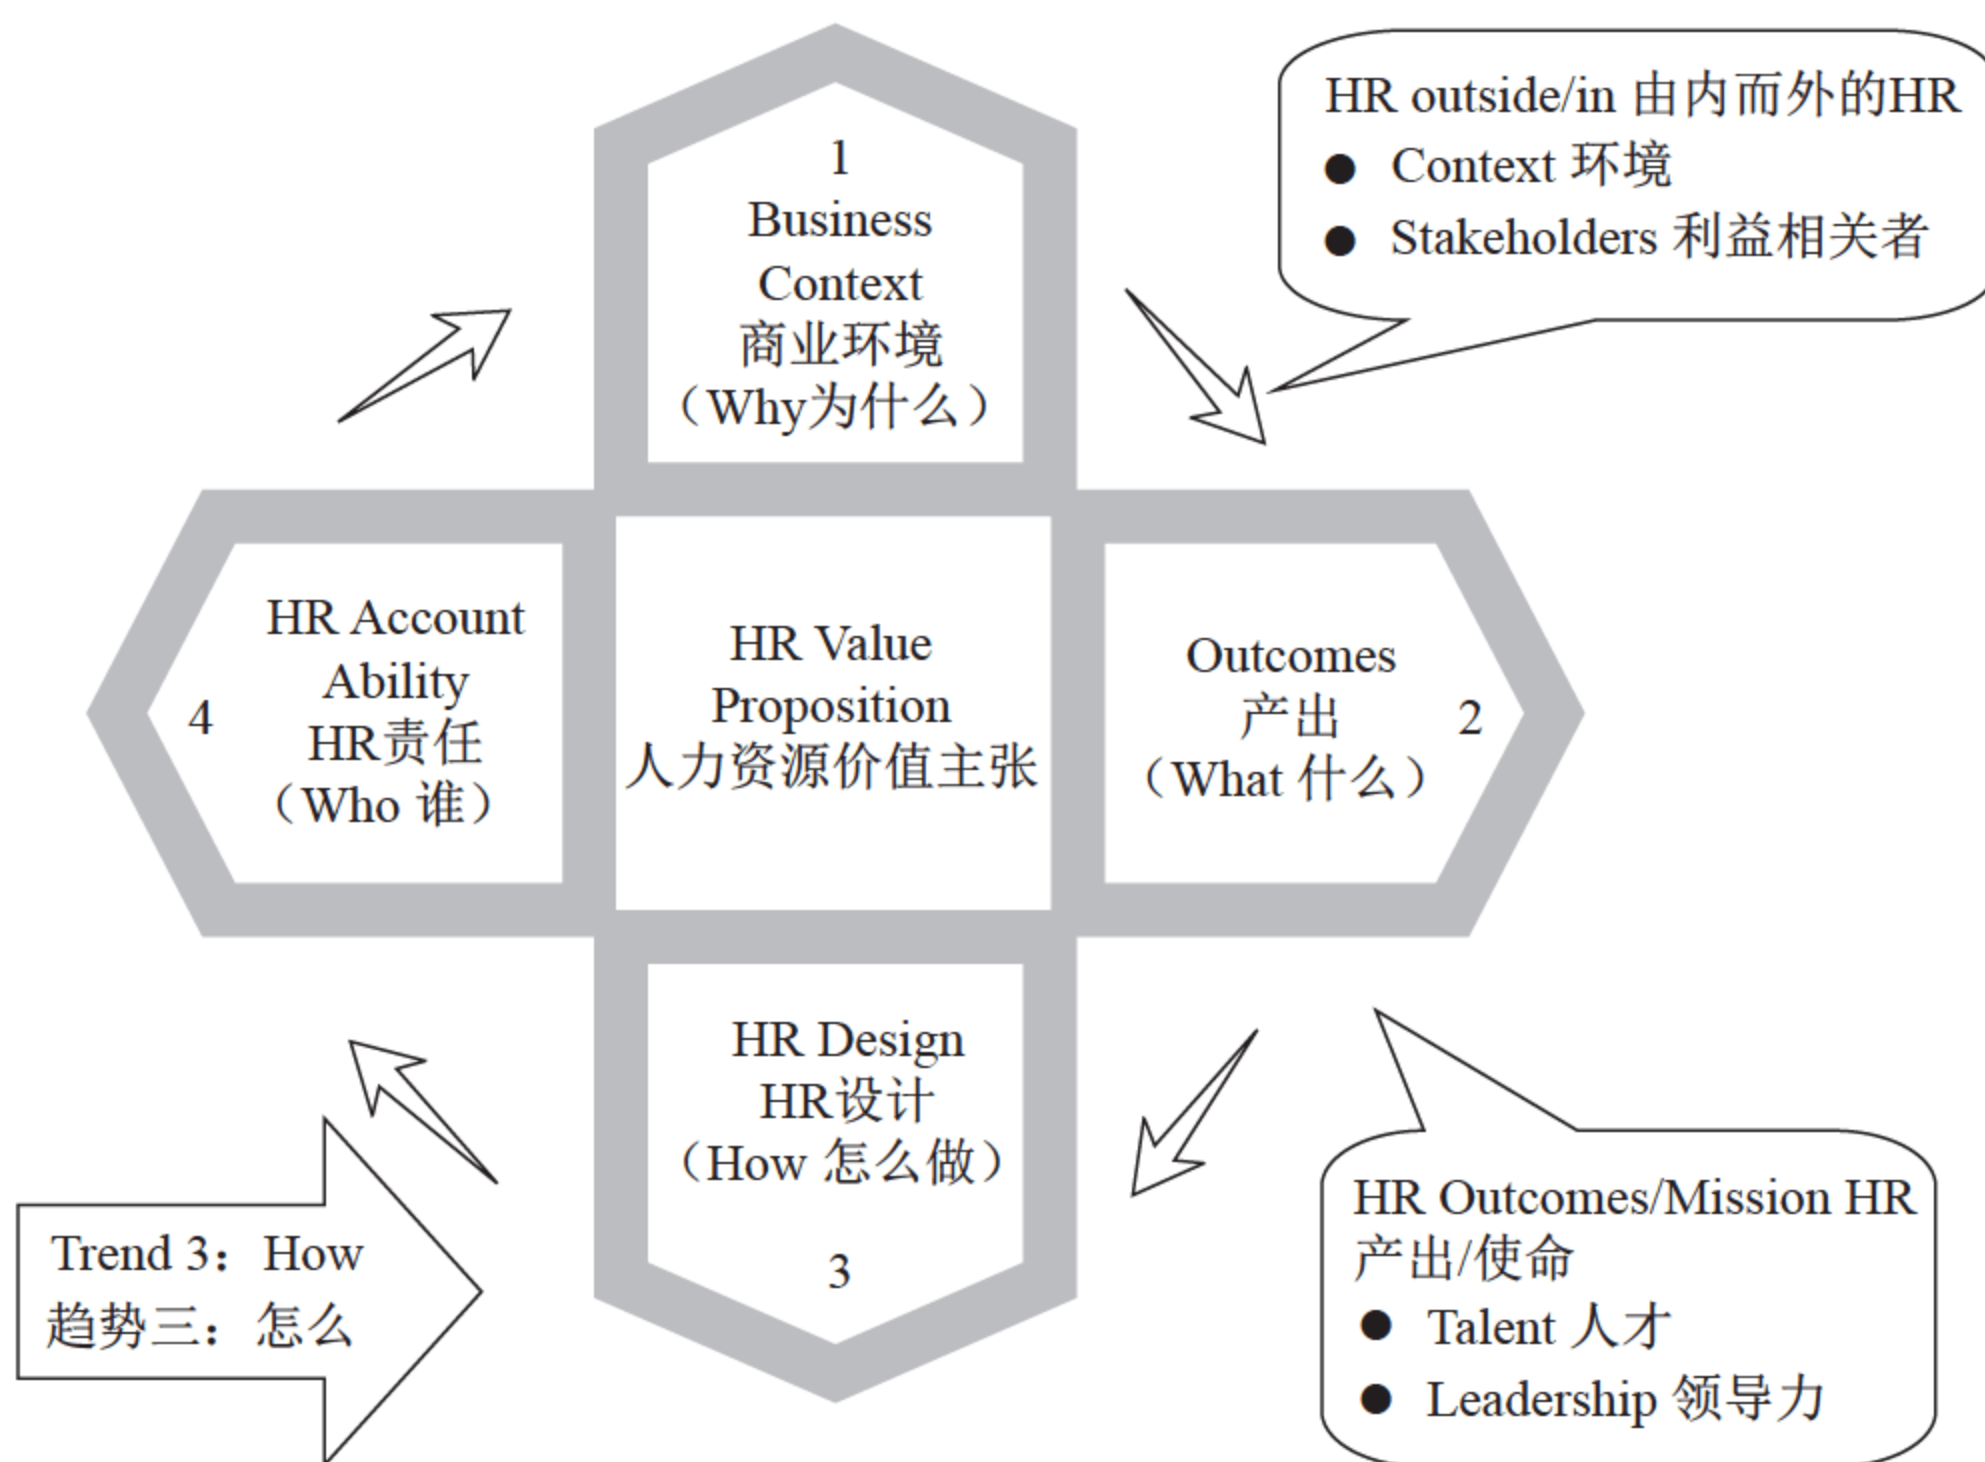 1
Business
Context
商业环境
（Why为什么）
HR outside/in 由内而外的HR
● Context 环境
● Stakeholders 利益相关者
HR Account
Ability
HR责任
（Who 谁）
4
HR Value
Proposition
人力资源价值主张
Outcomes
产出
（What 什么）
2
HR Design
HR设计
（How 怎么做）
3
Trend 3：How
趋势三：怎么
HR Outcomes/Mission HR
产出/使命
● Talent 人才
● Leadership 领导力